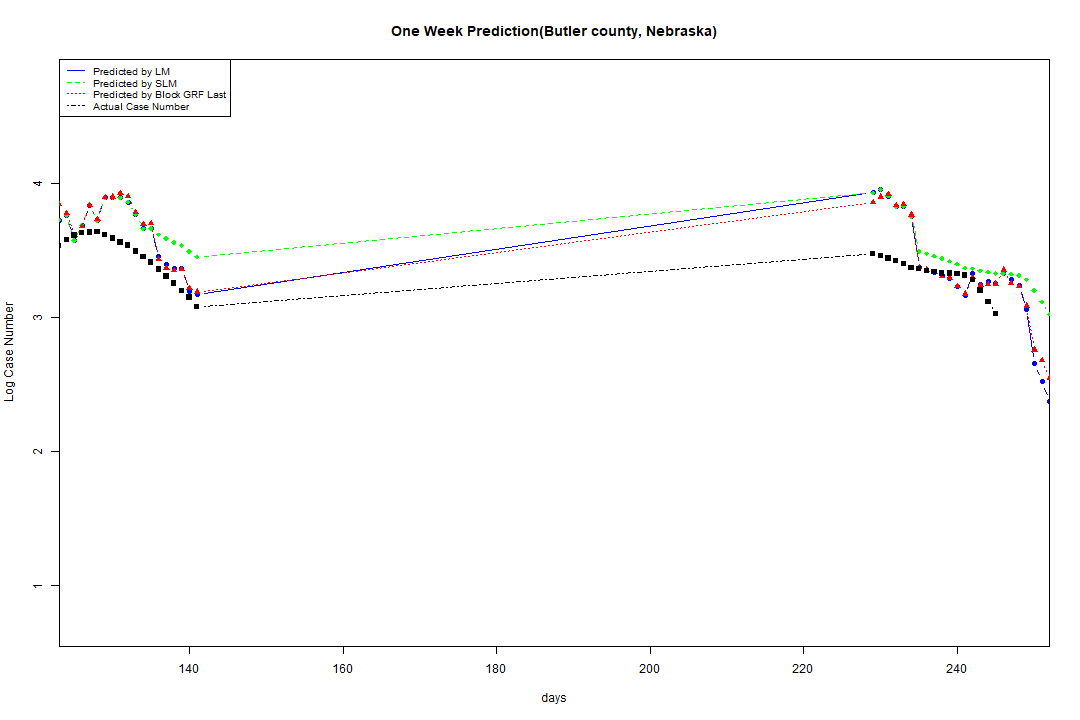 One Week Prediction(Butler county, Nebraska)
Predicted by LM
Predicted by SLM
Predicted by Block GRF Last
Actual Case Number
4
3
2
1
Log Case Number
140 160 180 200 220 240
days